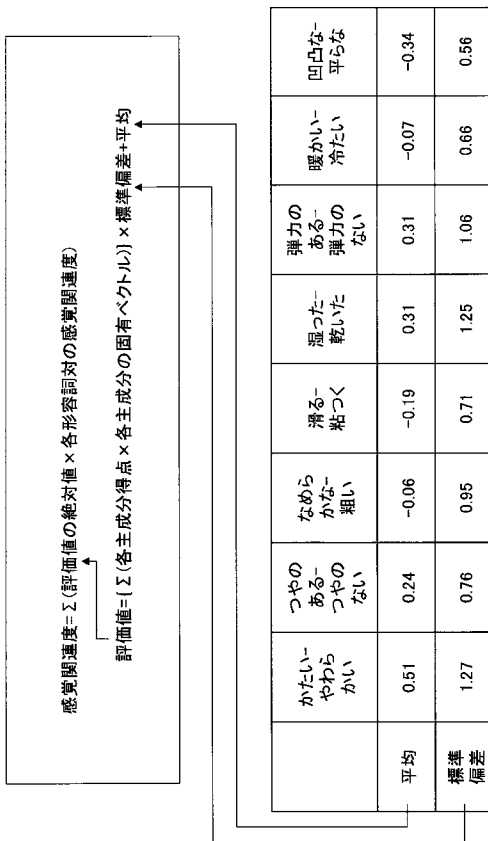 感覚関連度=Σ(評価値の絶対値×各形容詞対の感覚関連度)
評価値={Σ(各主成分得点×各主成分の固有ベクトル)}×標準偏差+平均
かたい-
やわら
かい
つやの
ある-
つやの
ない
なめら
かな-
粗い
滑る-
粘つく
湿った-
乾いた
弾力の
ある-
弾力の
ない
暖かい-
冷たい
凹凸な-
平らな
平均
0.51
0.24
-0.06
-0.19
0.31
0.31
-0.07
-0.34
標準
偏差
1.27
0.76
0.95
0.71
1.25
1.06
0.66
0.56